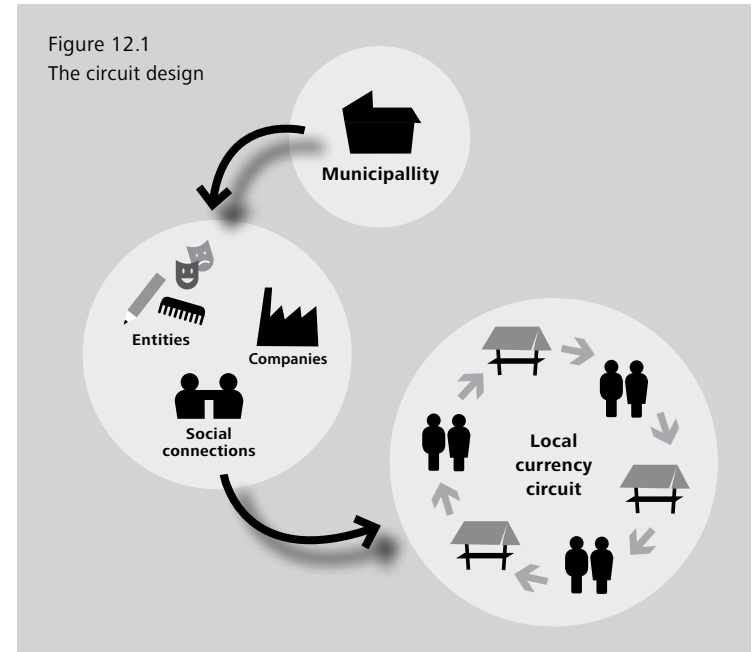 Figure 12.1
The circuit design
Municipallity
Entities
Companies
Social
connections
Local
currency
circuit